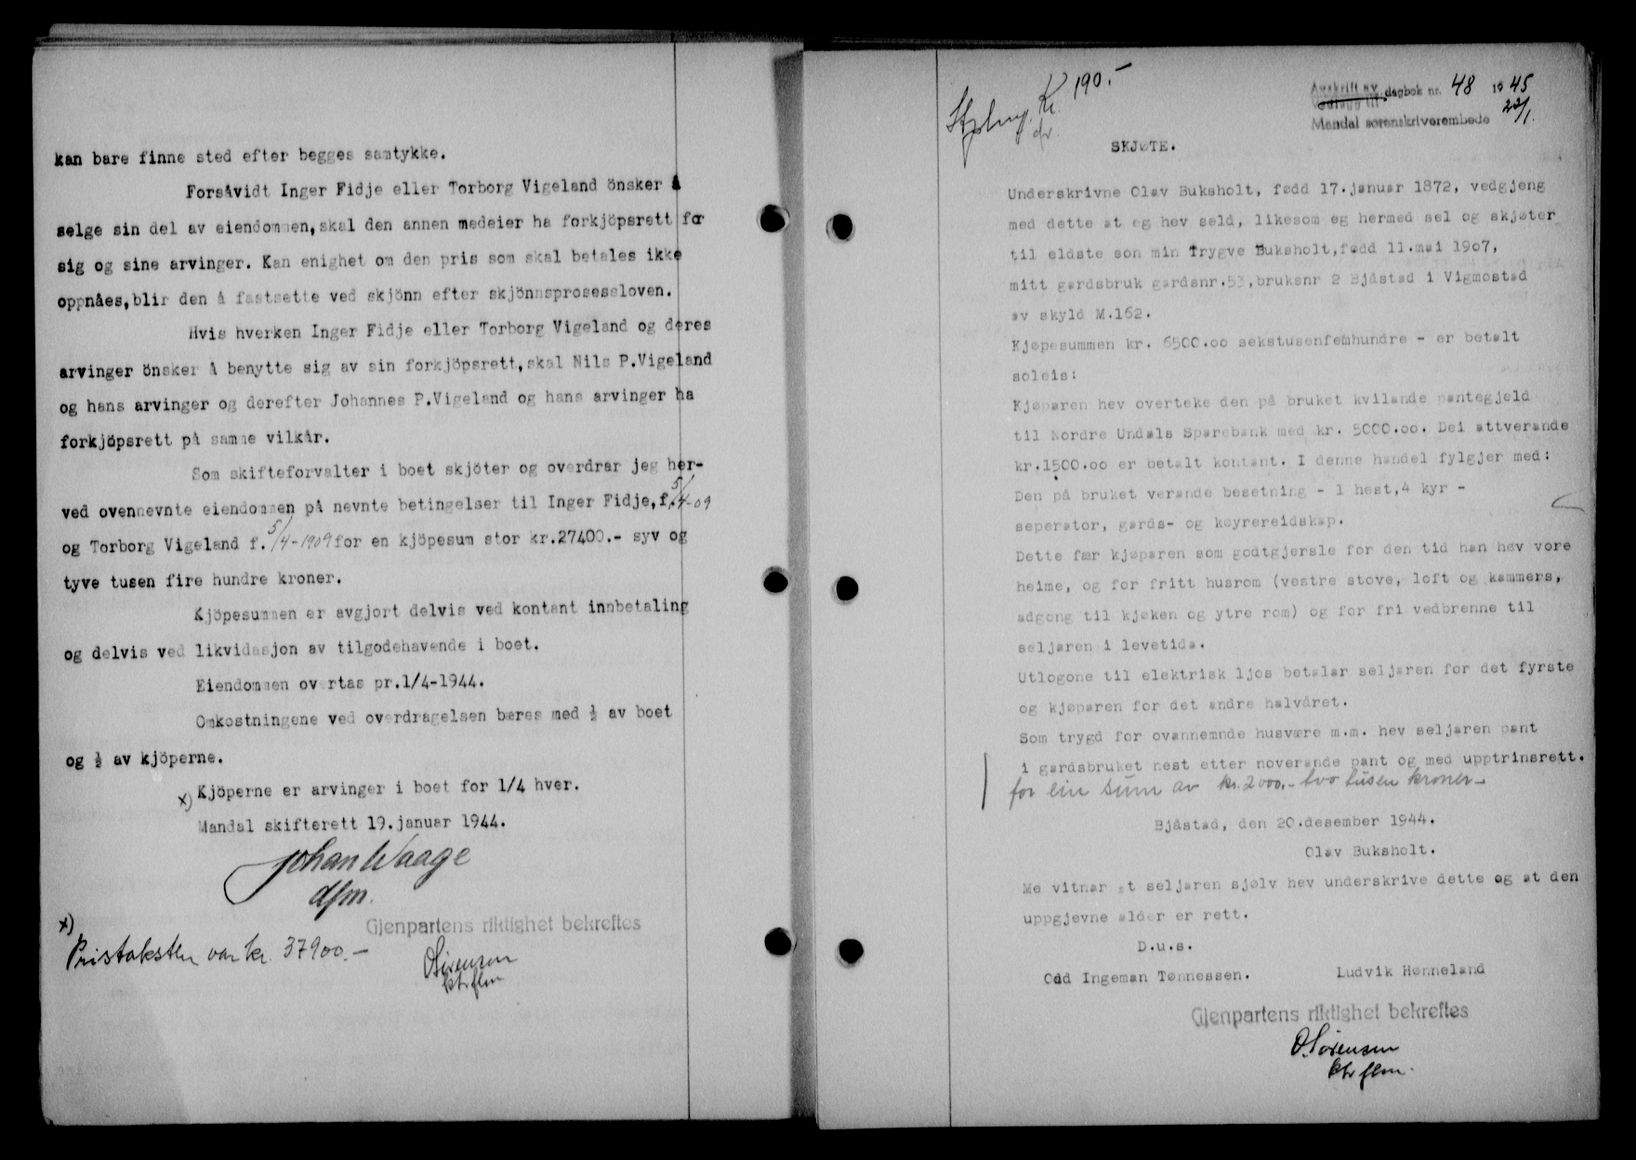 kan bare finne sted efter begges samtykke.
Forsåvidt Inger Fidje eller Torborg Vigeland önsker å
selge sin del av eiendommen,skal den annen medeier ha forkjöpsrett for
sig og sine arvinger. Kan enighet om den pris som skal betales ikke
oppnåes,blir den å fastsette ved skjönn efter skjönnsprosessloven.
Hvis hverken Inger Fidje eller Torborg Vigeland og deres
arvinger önsker å benytte sig av sin forkjöpsrett,skal Nils P.Vigeland
og hans arvinger og derefter Johannes P.Vigeland og hans arvinger ha
forkjöpsrett på samme vilkår.
Som skifteforvalter i boet skjöter og overdrar jeg her-
ved ovennevnte eiendommen på nevnte betingelser til Inger Fidje,f.5/4-09
og Torborg Vigeland f. 5/4-1909 for en kjöpesum stor kr.27400.- syv og
tyve tusen fire hundre kroner.
Kjöpesummen er avgjort delvis ved kontant innbetaling
og delvis ved likvidasjon av tilgodehavende i boet.
Eiendommen overtas pr.1/4-1944.
Omkostningene ved overdragelsen bæres med ½ av boet
og ½ av kjöperne.
x) Kjöperne er arvinger i boet for 1/4 hver.
Mandal skifterett 19.januar 1944.
Johan Waage
dfm.
Gjenpartens riktighet bekreftes
x)
Pristaksten var kr. 37900.-
O Sörensen
ktr.flm
Kr. 190.-
dagbok nr. 48 1945
Mandal sorenskriverembede 22/1.
SKJØTE.
Underskrivne Olav Buksholt, fødd 17.januar 1872, vedgjeng
med dette at eg hev seld, likesom eg hermed sel og skjøter
til eldste son min Trygve Buksholt,fødd 11.mai 1907,
mitt gardsbruk gardsnr.53,bruksnr 2 Bjåstad i Vigmostad
av skyld M.162.
Kjøpesummen kr. 6500.oo sekstusenfemhundre - er betalt
soleis:
Kjøparen hev overteke den på bruket kvilande pantegjeld
til Nordre Undals Sparebank med kr. 5000.oo. Dei attverande
kr.1500.oo er betalt kontant. I denne handel fylgjer med:
Den på bruket verande besetning - 1 hest,4 kyr -
seperator, gards- og køyrereidskap.
Dette fær kjøparen som godtgjersle for den tid han hev vore
heime, og for fritt husrom (vestre stove, loft og kammers,
adgong til kjøken og ytre rom) og for fri vedbrenne til
seljaren i levetida.
Utlogone til elektrisk ljos betalar seljaren for det fyrste
og kjøparen for det andre halvåret.
Som trygd for ovannemnde husvære m.m. hev seljaren pant
i gardsbruket nest etter noverande pant og med upptrinsrett.
for ein sum av kr. 2000.- tvo tusen kroner-
Bjåstad, den 20.desember 1944.
Olav Buksholt.
Me vitnar at seljaren sjølv hev underskrive dette og at den
uppgjevne alder er rett.
D.u.s.
Odd Ingeman Tønnessen. Ludvik Hønneland
Gjenpartens riktighet bekreftes
O.Sörensen
ktr flm.